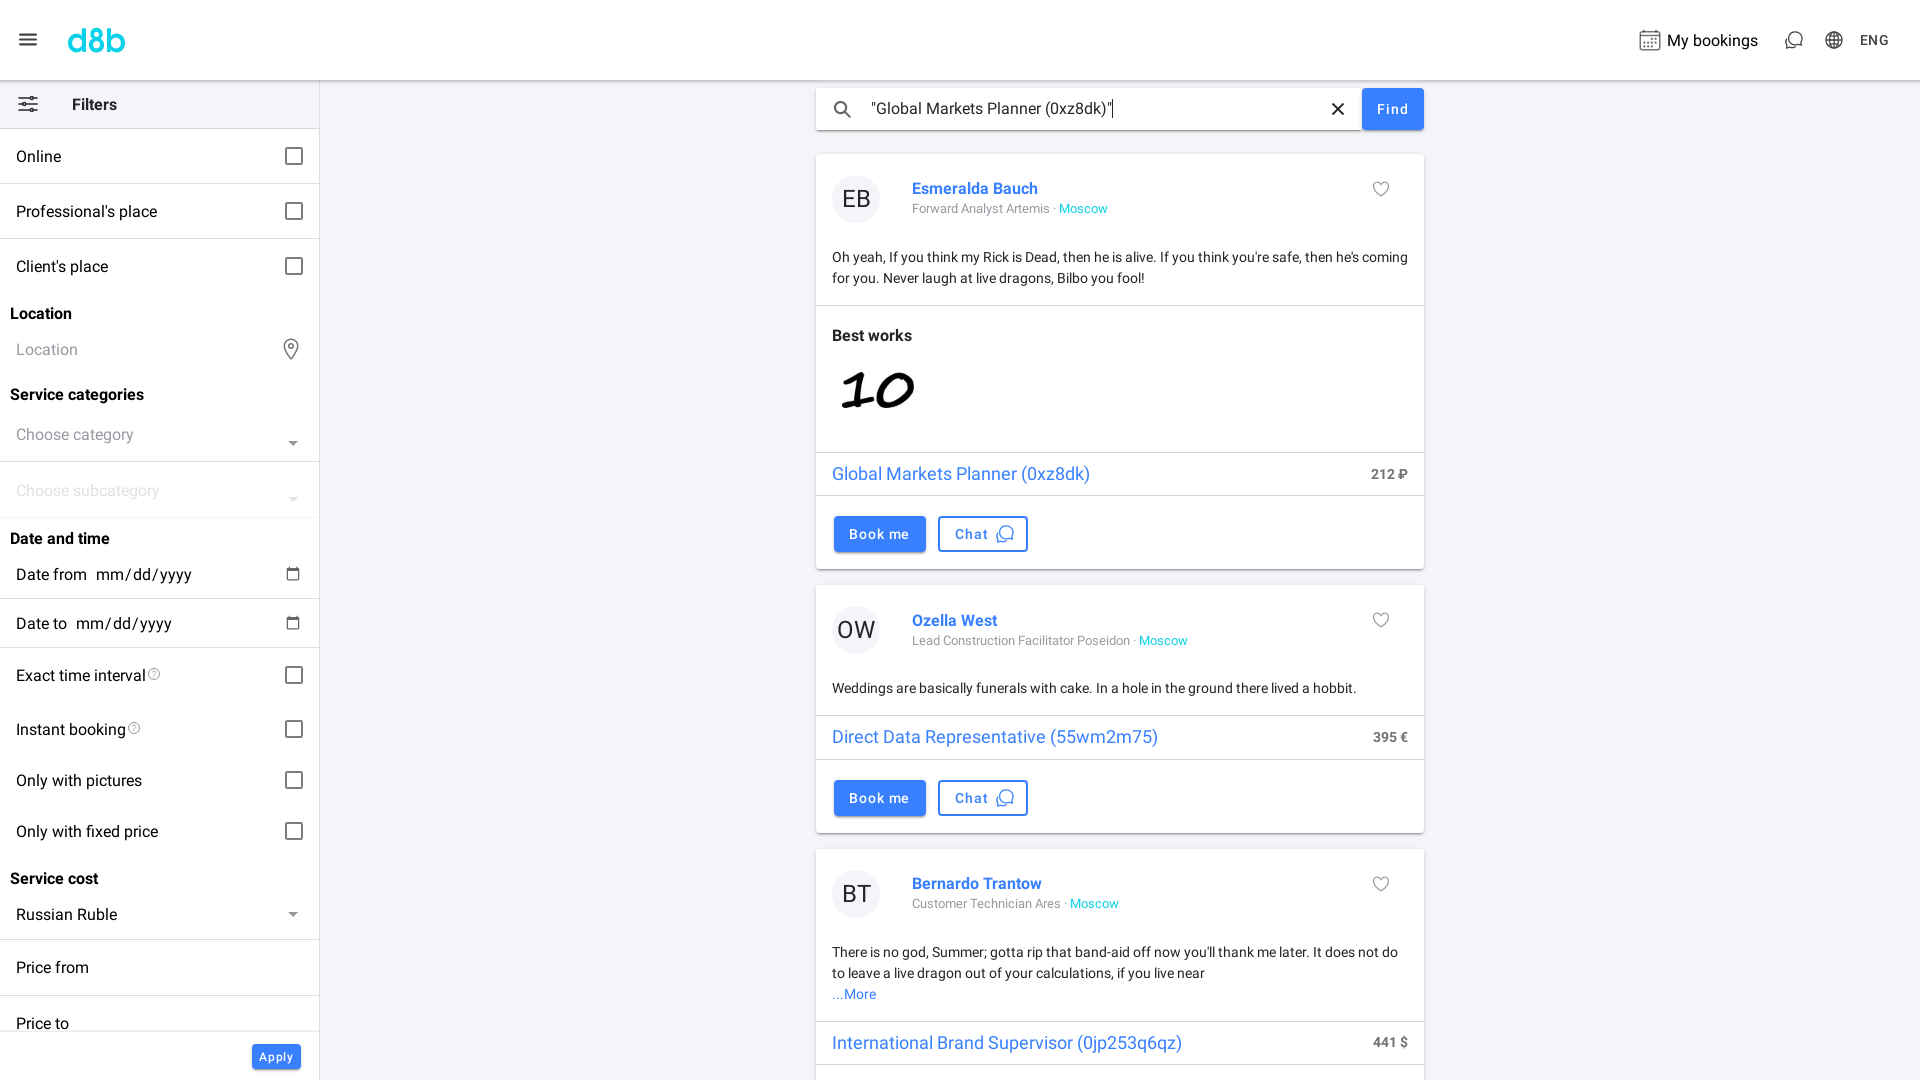 d8b
My bookings
ENG
Filters
Online
Professional's place
Client's place
Location
Location
Service categories
Choose category
Choose subcategory
Date and time
Date from mm/dd/yyyy
Date to mm/dd/yyyy
Exact time interval
Instant booking
Only with pictures
Only with fixed price
Service cost
Russian Ruble
Price from
Price to
Apply
"Global Markets Planner (0xz8dk)"
Find
EB
Esmeralda Bauch
Forward Analyst Artemis · Moscow
Oh yeah, If you think my Rick is Dead, then he is alive. If you think you're safe, then he's coming
for you. Never laugh at live dragons, Bilbo you fool!
Best works
10
Global Markets Planner (0xz8dk) 212 ₽
Book me Chat
OW
Ozella West
Lead Construction Facilitator Poseidon · Moscow
Weddings are basically funerals with cake. In a hole in the ground there lived a hobbit.
Direct Data Representative (55wm2m75) 395 €
Book me Chat
BT
Bernardo Trantow
Customer Technician Ares · Moscow
There is no god, Summer; gotta rip that band-aid off now you'll thank me later. It does not do
to leave a live dragon out of your calculations, if you live near
...More
International Brand Supervisor (0jp253q6qz) 441 $